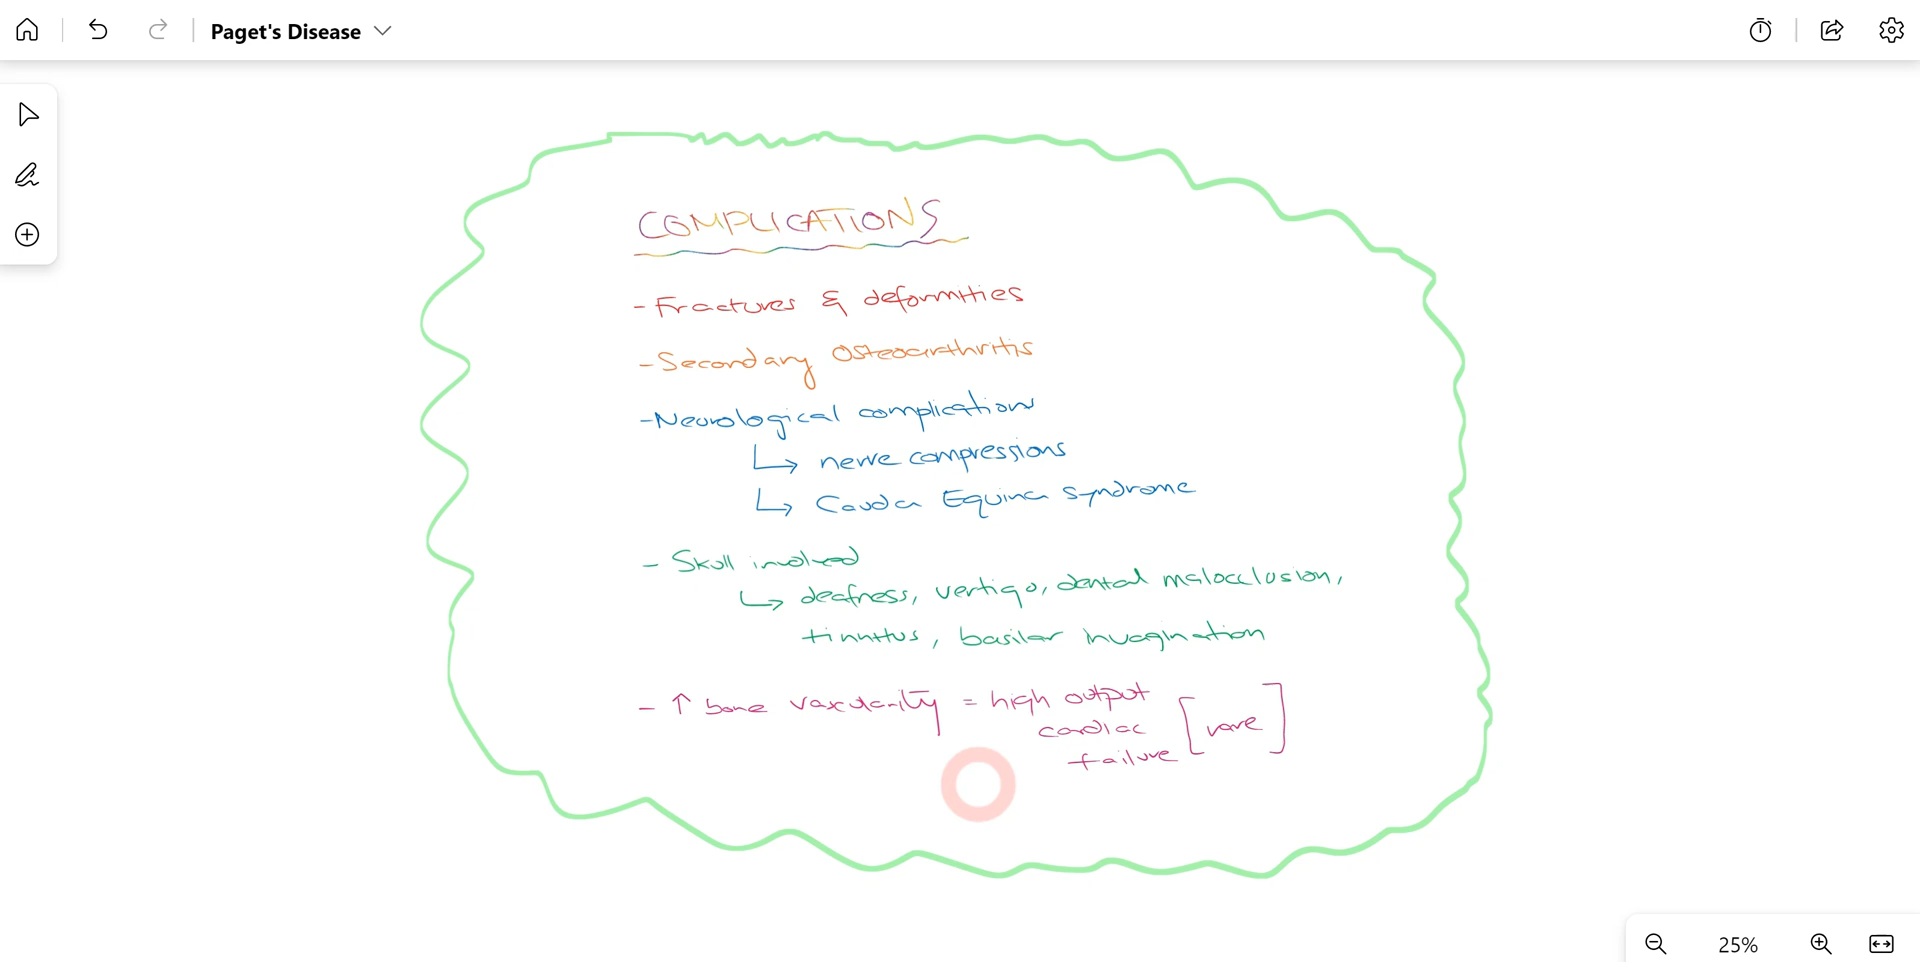 Paget's Disease
COMPLICATIONS
- Fractures & deformities
- Secondary Osteoarthritis
- Neurological complications
↳ nerve compressions
↳ Cauda Equina syndrome
- Skull involved
↳ deafness, vertigo, dental malocclusion,
tinnitus, basilar invagination
- ↑ bone vascularity = high output
cardiac
failure [rare]
25%